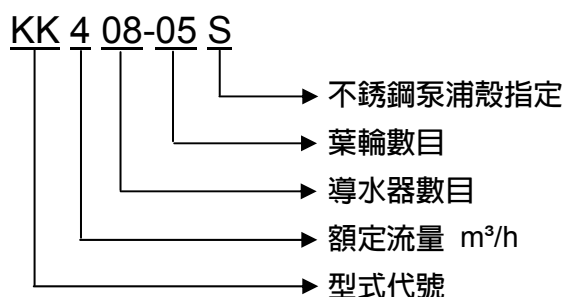 KK 4 08-05 S
不銹鋼泵浦殼指定
葉輪數目
導水器數目
額定流量 m³/h
型式代號